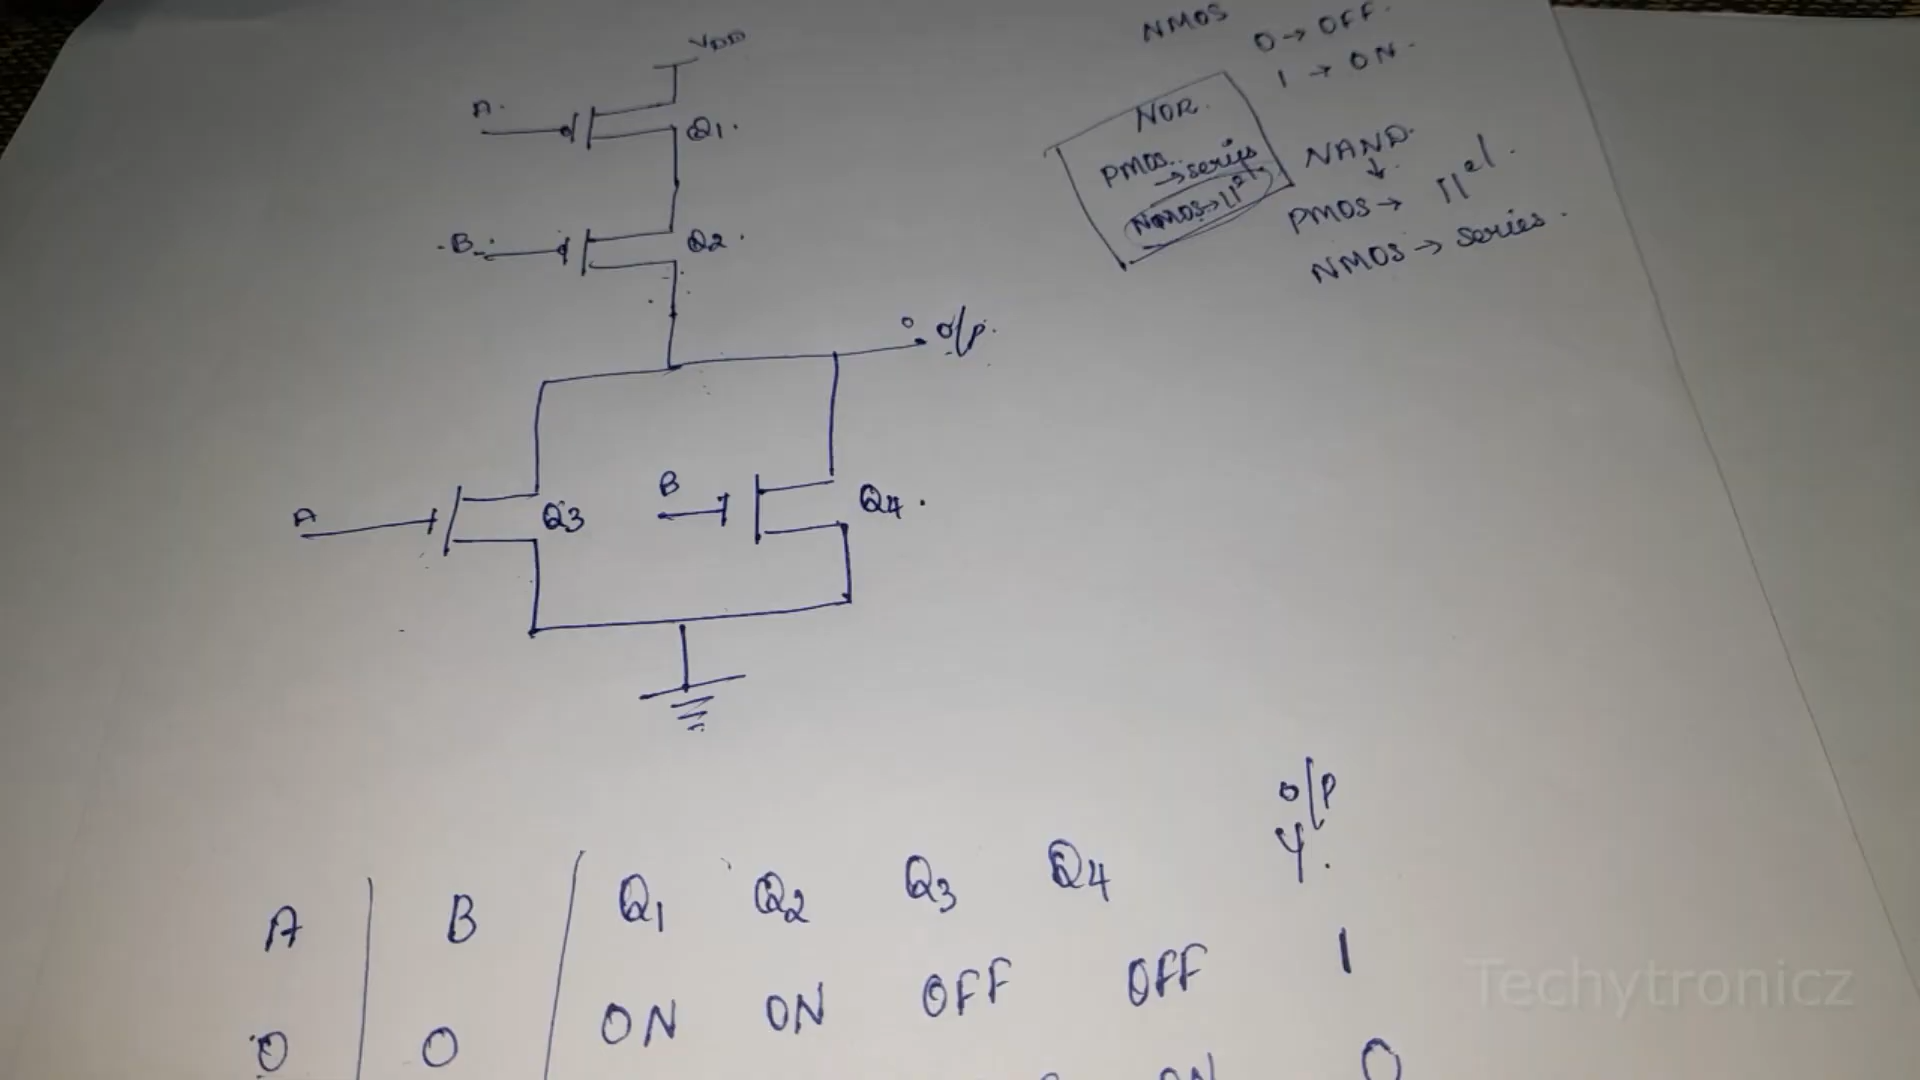 VDD
A.
Q1.
B
Q2.
o/p.
A
Q3
B
Q4.
NMOS
0 → OFF.
1 → ON.
NOR.
PMOS → series
NMOS → ||el.
NAND.
↓
PMOS → ||el.
NMOS → series.
o/p
A B Q1 Q2 Q3 Q4 Y.
0 0 ON ON OFF OFF 1
ON 0
Techytronicz